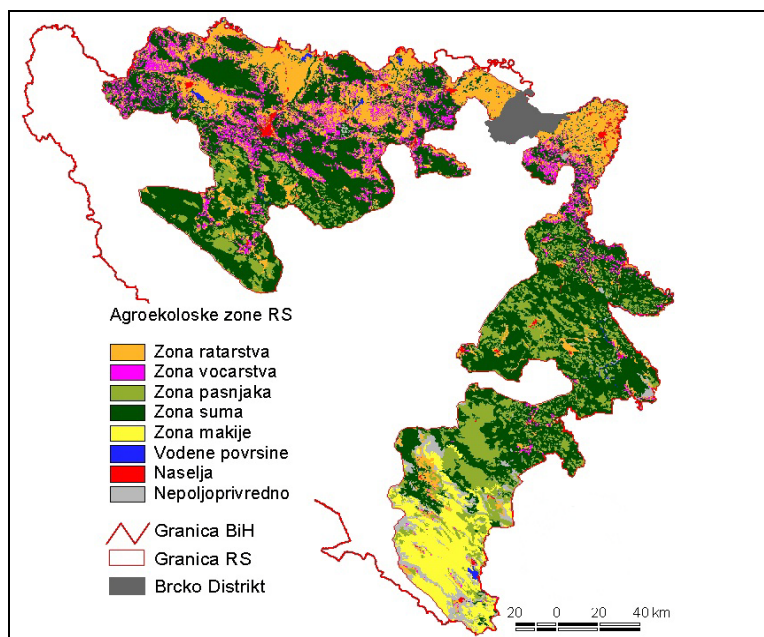 Agroekoloske zone RS
Zona ratarstva
Zona vocarstva
Zona pasnjaka
Zona suma
Zona makije
Vodene povrsine
Naselja
Nepoljoprivredno
Granica BiH
Granica RS
Brcko Distrikt
20 0 20 40 km